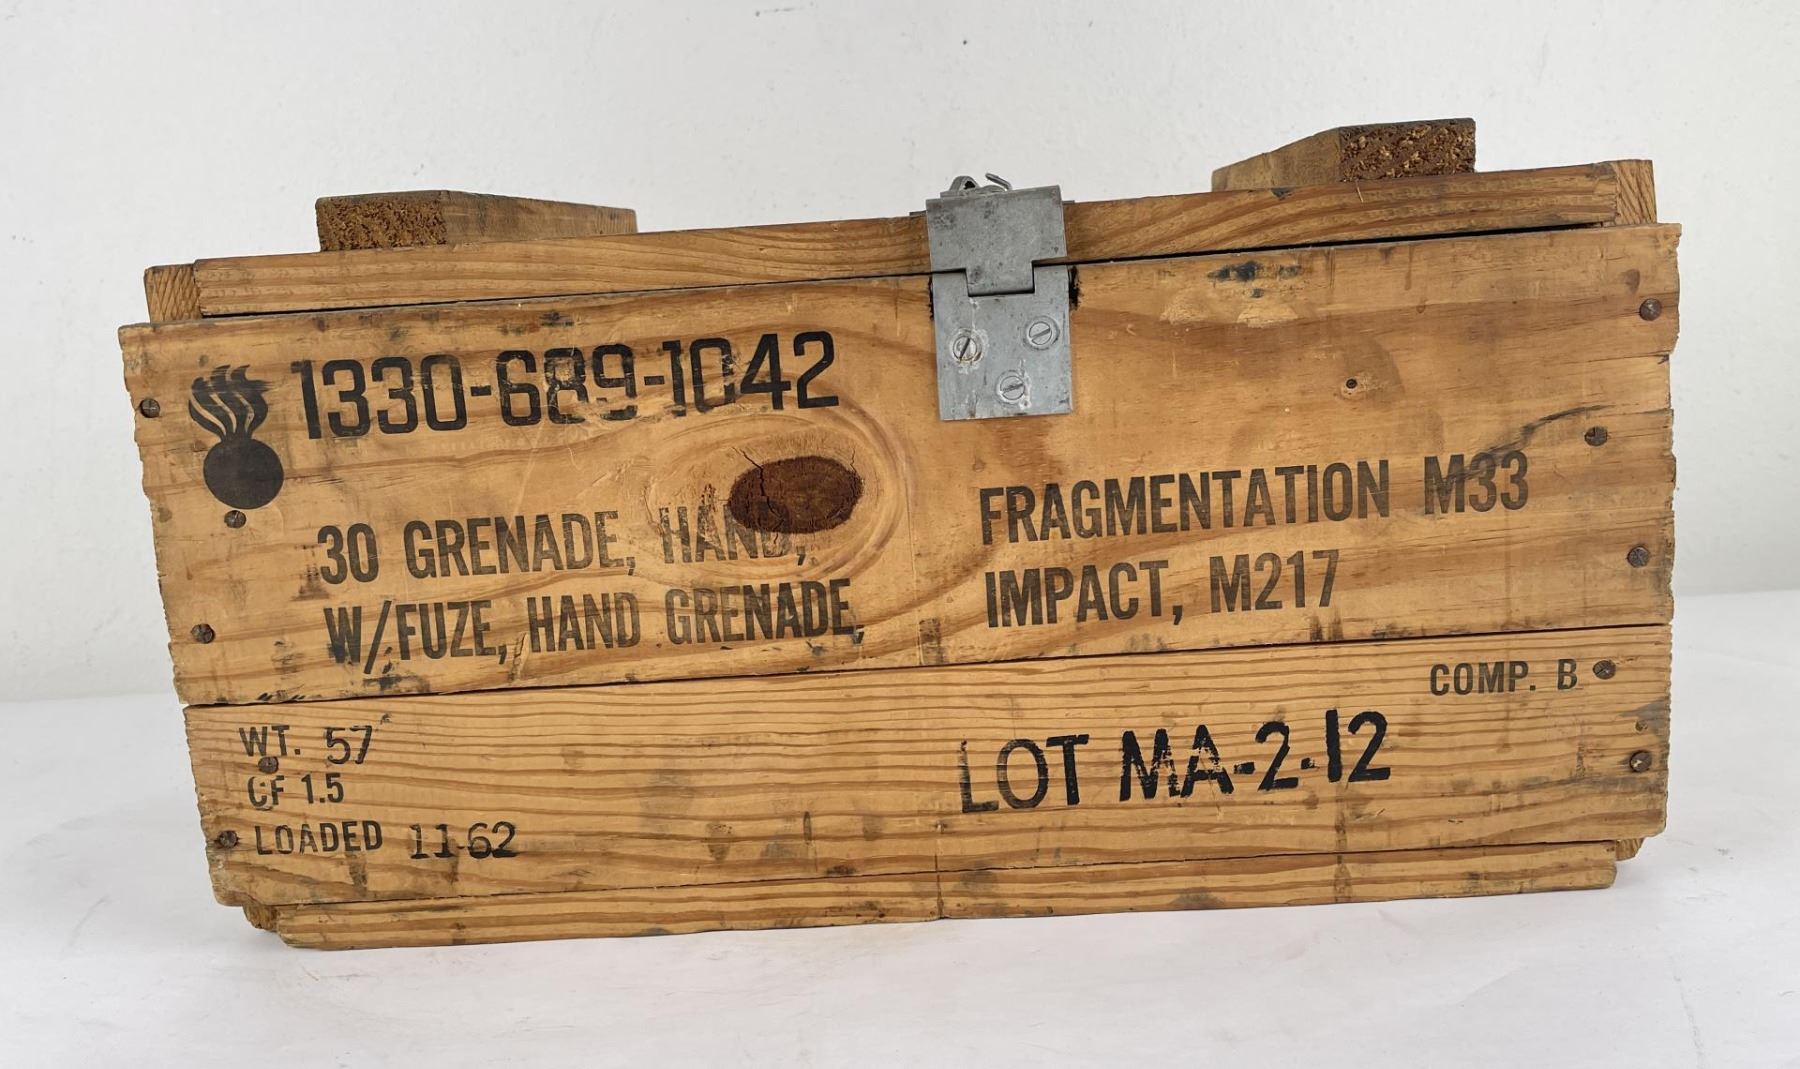 1330-689-1042
30 GRENADE, HAND, FRAGMENTATION M33
W/FUZE, HAND GRENADE, IMPACT, M217
COMP. B
WT. 57
CF 1.5
LOADED 11-62
LOT MA-2-12